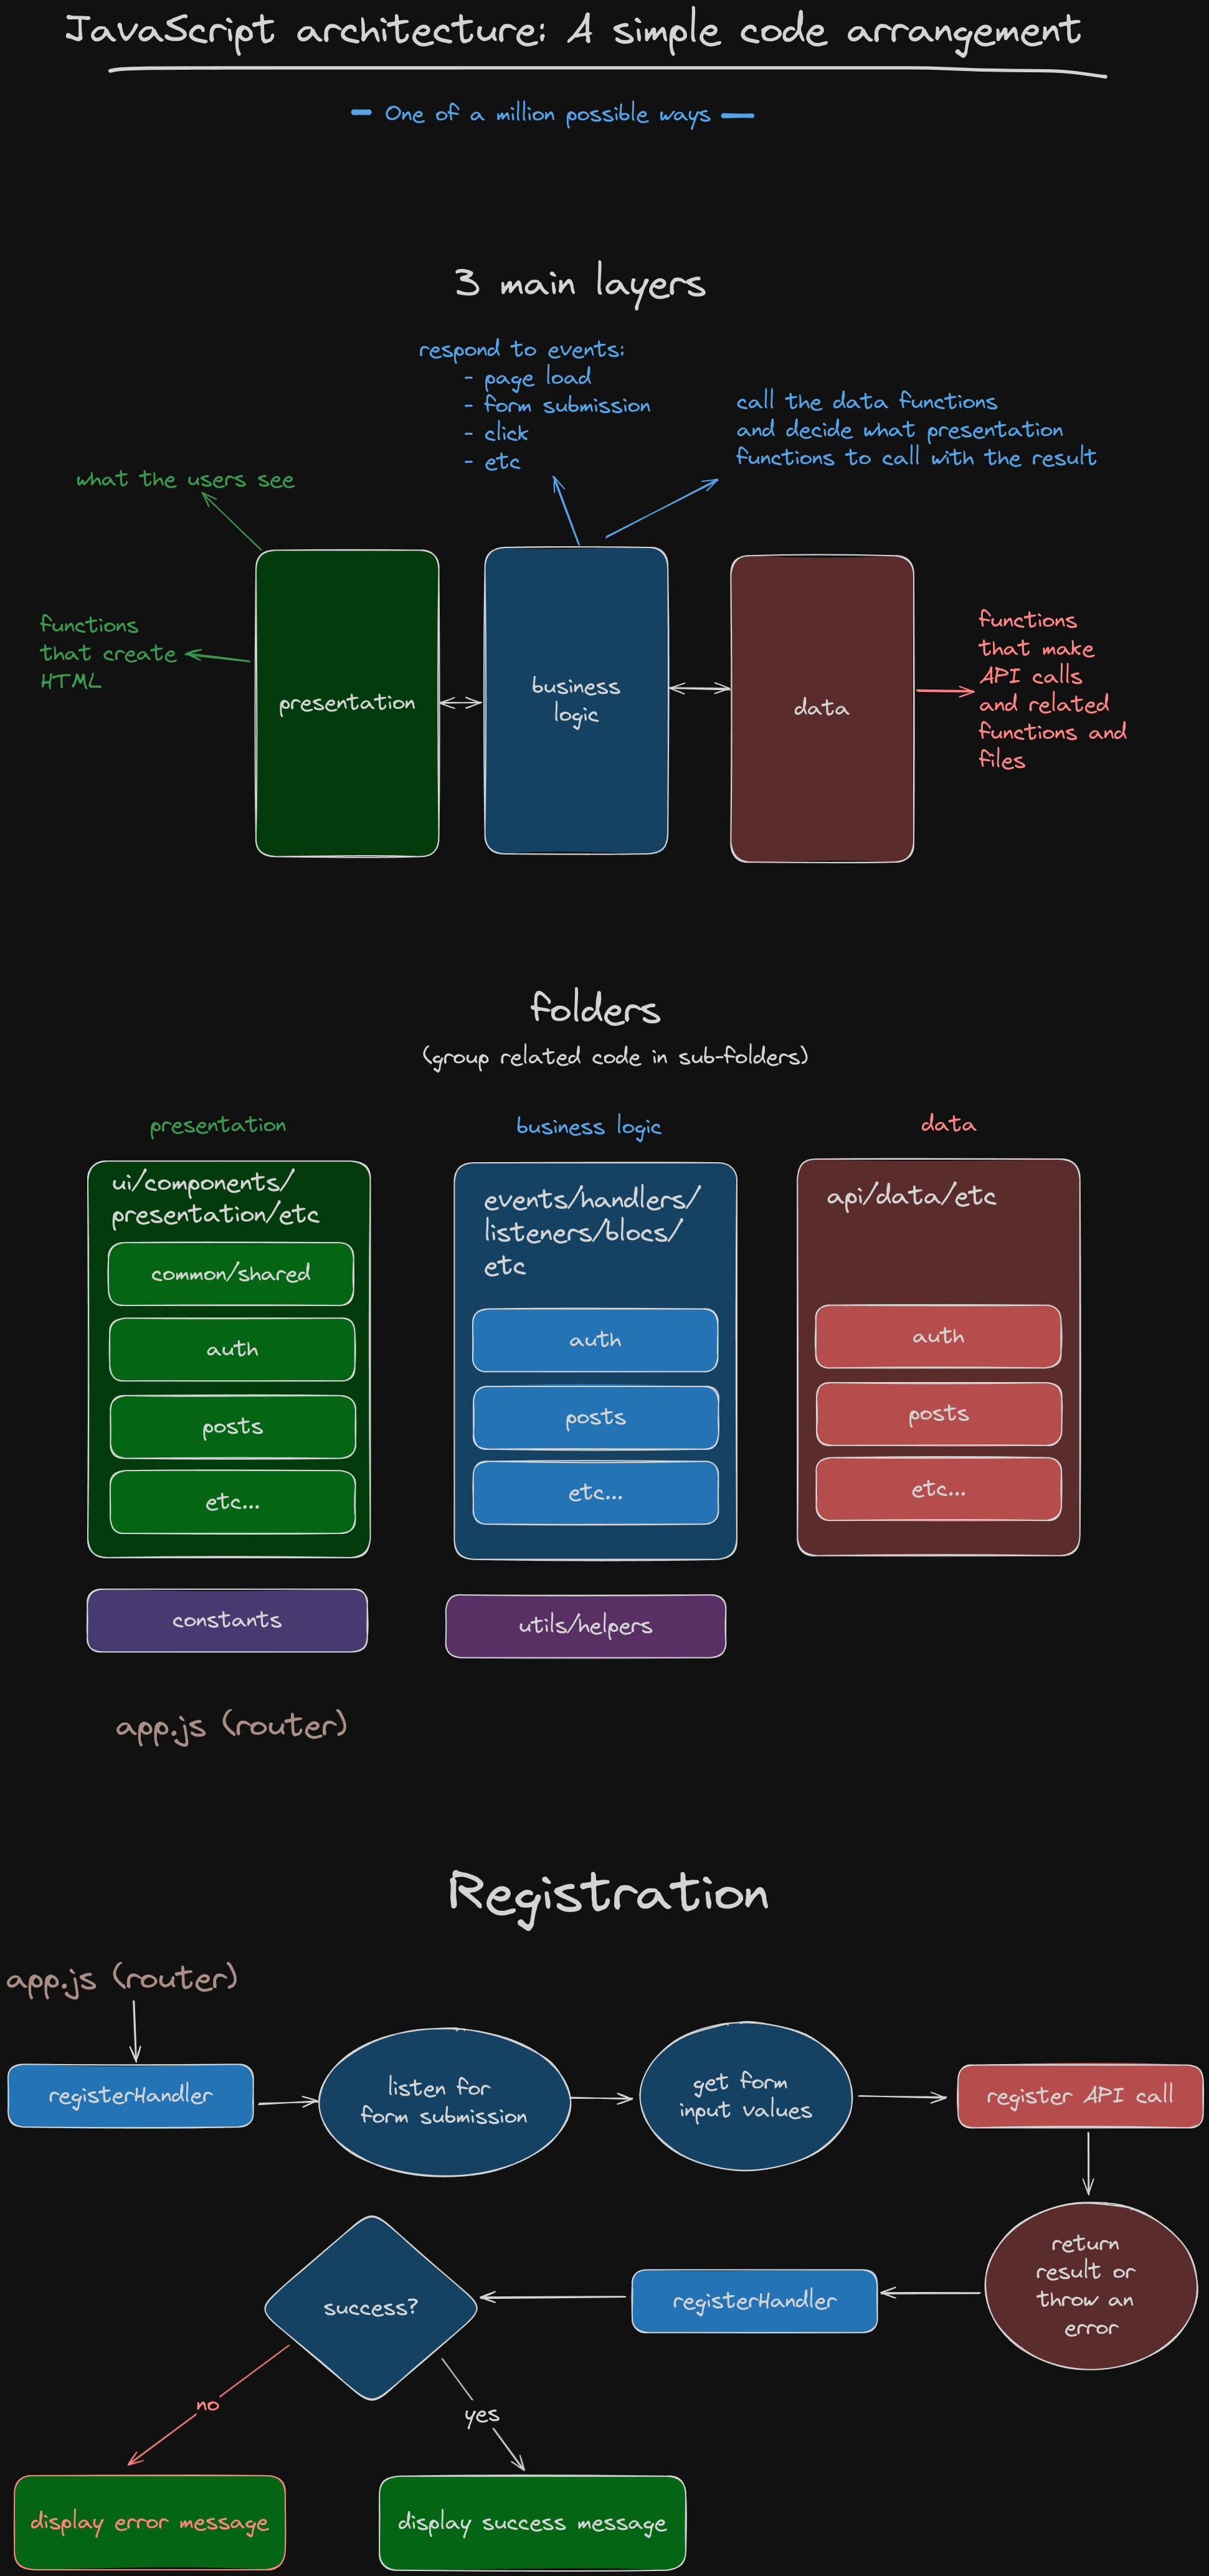 JavaScript architecture: A simple code arrangement
One of a million possible ways
3 main layers
respond to events:
- page load
- form submission
- click
- etc
call the data functions
and decide what presentation
functions to call with the result
what the users see
functions
that create
HTML
presentation
business
logic
data
functions
that make
API calls
and related
functions and
files
folders
(group related code in sub-folders)
presentation
business logic
data
ui/components/
presentation/etc
common/shared
auth
posts
etc...
events/handlers/
listeners/blocs/
etc
auth
posts
etc...
api/data/etc
auth
posts
etc...
constants
utils/helpers
app.js (router)
Registration
app.js (router)
registerHandler
listen for
form submission
get form
input values
register API call
return
result or
throw an
error
registerHandler
success?
no
yes
display error message
display success message